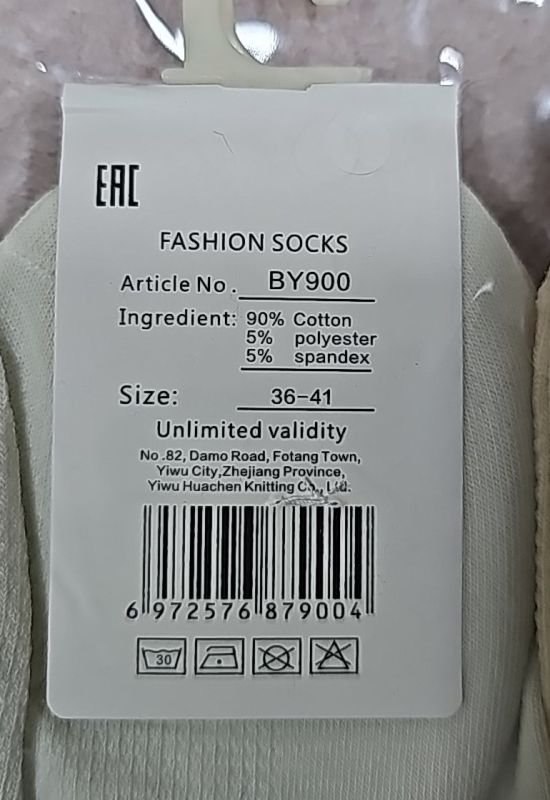 EAC
FASHION SOCKS
Article No. BY900
Ingredient: 90% Cotton
5% polyester
5% spandex
Size: 36-41
Unlimited validity
No.82, Damo Road, Fotang Town,
Yiwu City,Zhejiang Province,
Yiwu Huachen Knitting Co., Ltd.
6 972576 879004
30